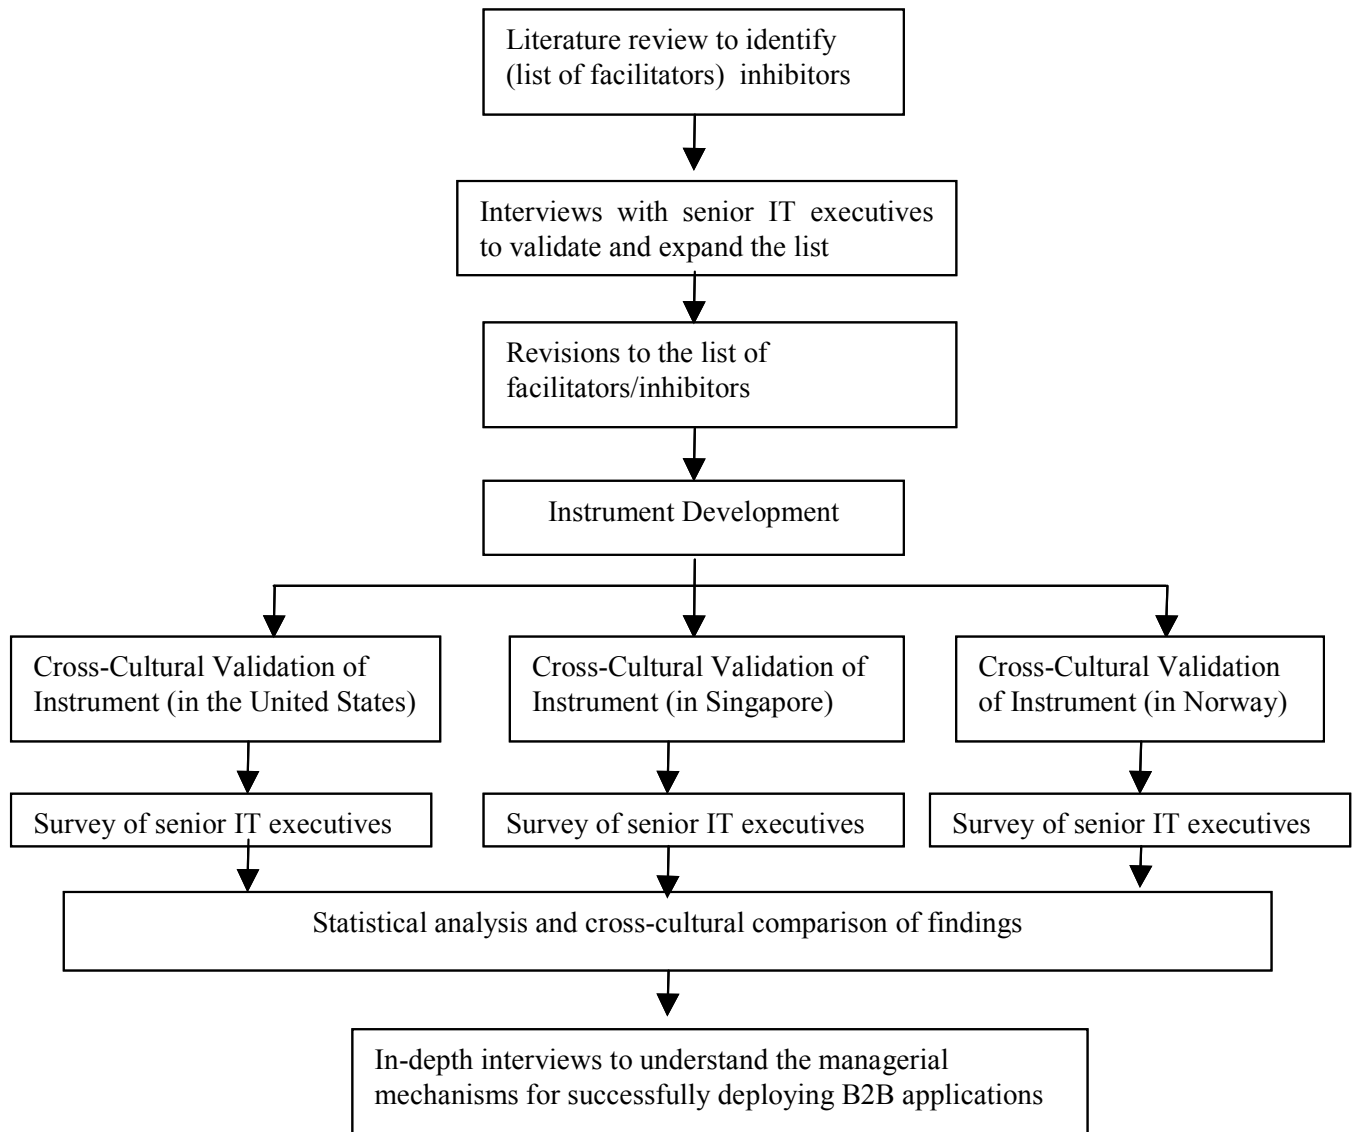 Literature review to identify
(list of facilitators) inhibitors
Interviews with senior IT executives
to validate and expand the list
Revisions to the list of
facilitators/inhibitors
Instrument Development
Cross-Cultural Validation of
Instrument (in the United States)
Cross-Cultural Validation of
Instrument (in Singapore)
Cross-Cultural Validation
of Instrument (in Norway)
Survey of senior IT executives
Survey of senior IT executives
Survey of senior IT executives
Statistical analysis and cross-cultural comparison of findings
In-depth interviews to understand the managerial
mechanisms for successfully deploying B2B applications